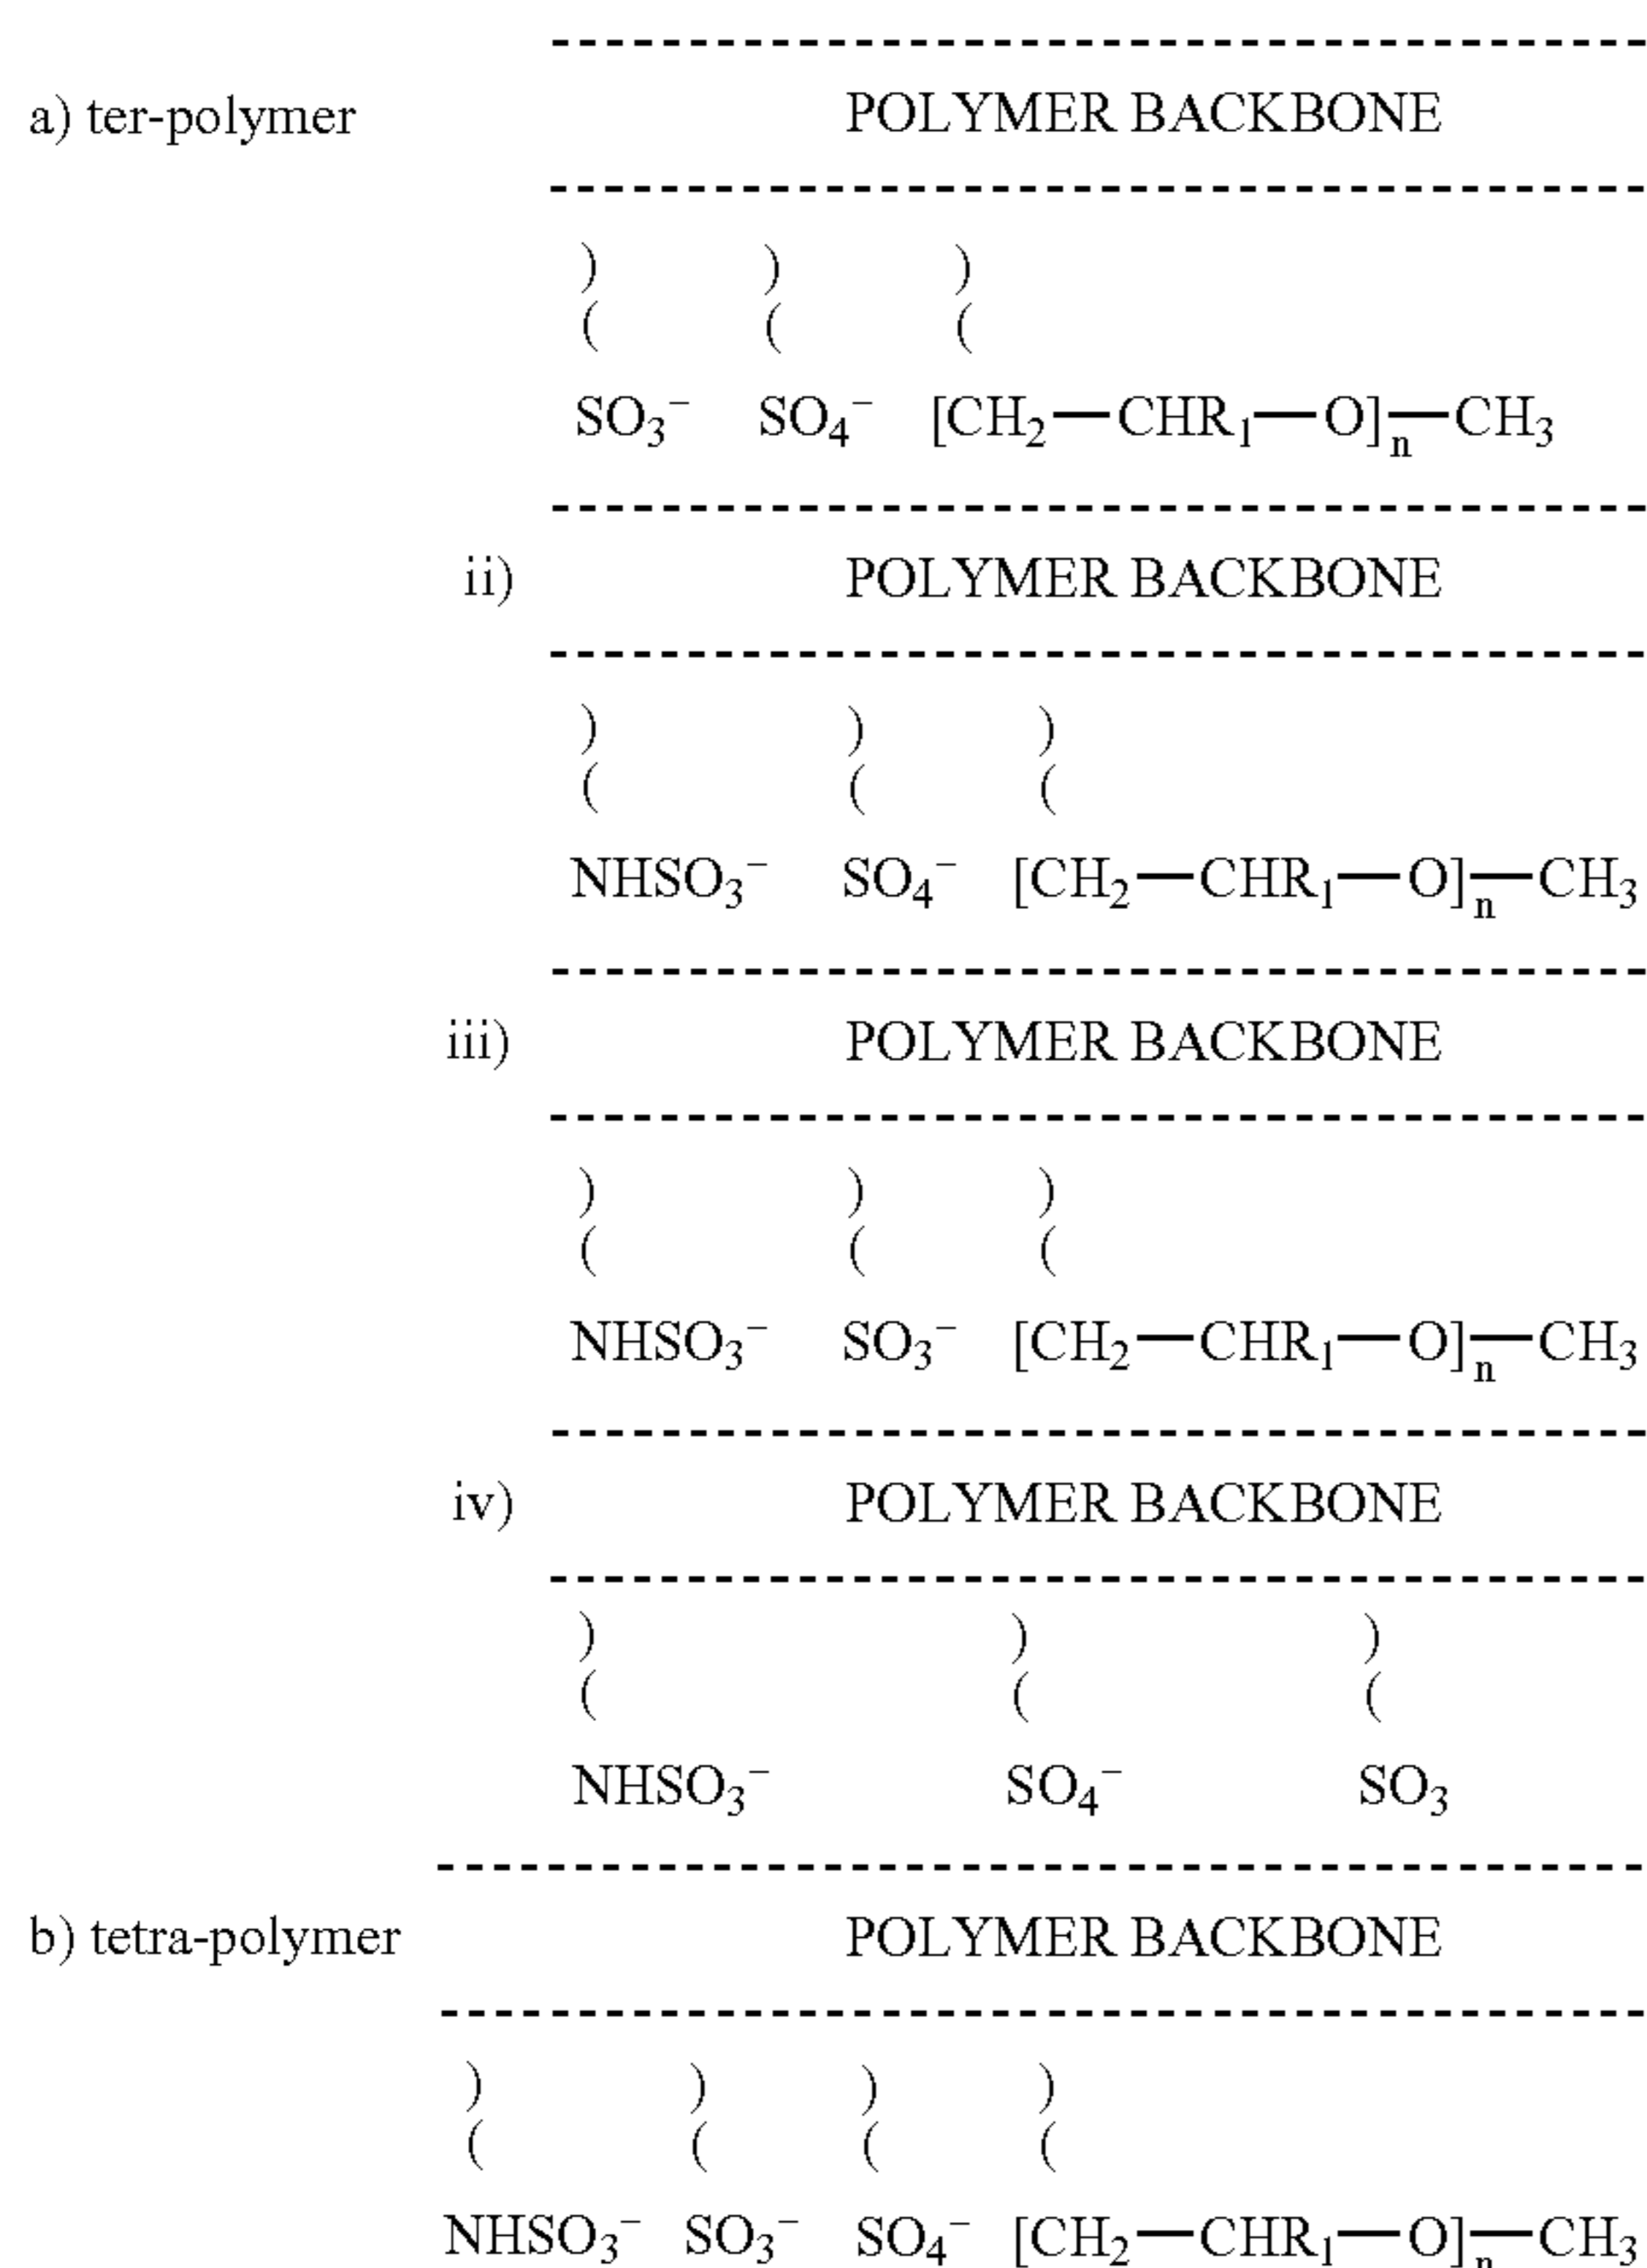 a) ter-polymer POLYMER BACKBONE
SO₃⁻ SO₄⁻ [CH₂—CHR₁—O]ₙ—CH₃
ii) POLYMER BACKBONE
NHSO₃⁻ SO₄⁻ [CH₂—CHR₁—O]ₙ—CH₃
iii) POLYMER BACKBONE
NHSO₃⁻ SO₃⁻ [CH₂—CHR₁—O]ₙ—CH₃
iv) POLYMER BACKBONE
NHSO₃⁻ SO₄⁻ SO₃
b) tetra-polymer POLYMER BACKBONE
NHSO₃⁻ SO₃⁻ SO₄⁻ [CH₂—CHR₁—O]ₙ—CH₃